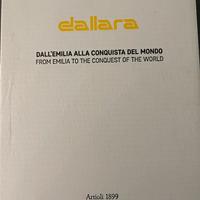 dallara
DALL'EMILIA ALLA CONQUISTA DEL MONDO
FROM EMILIA TO THE CONQUEST OF THE WORLD
Artioli 1899